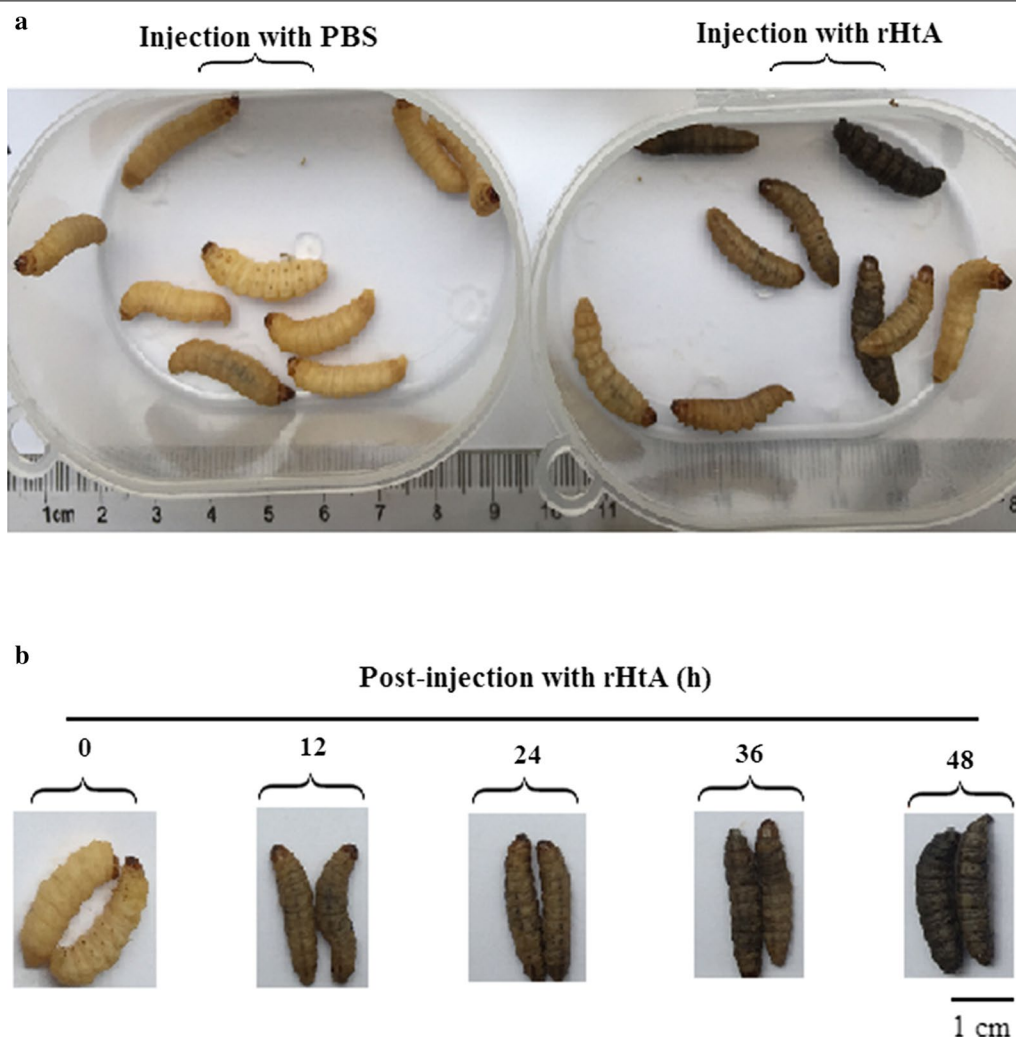 a
Injection with PBS
Injection with rHtA
1cm 2 3 4 5 6 7 8 9 10 11 8
b
Post-injection with rHtA (h)
0 12 24 36 48
1 cm